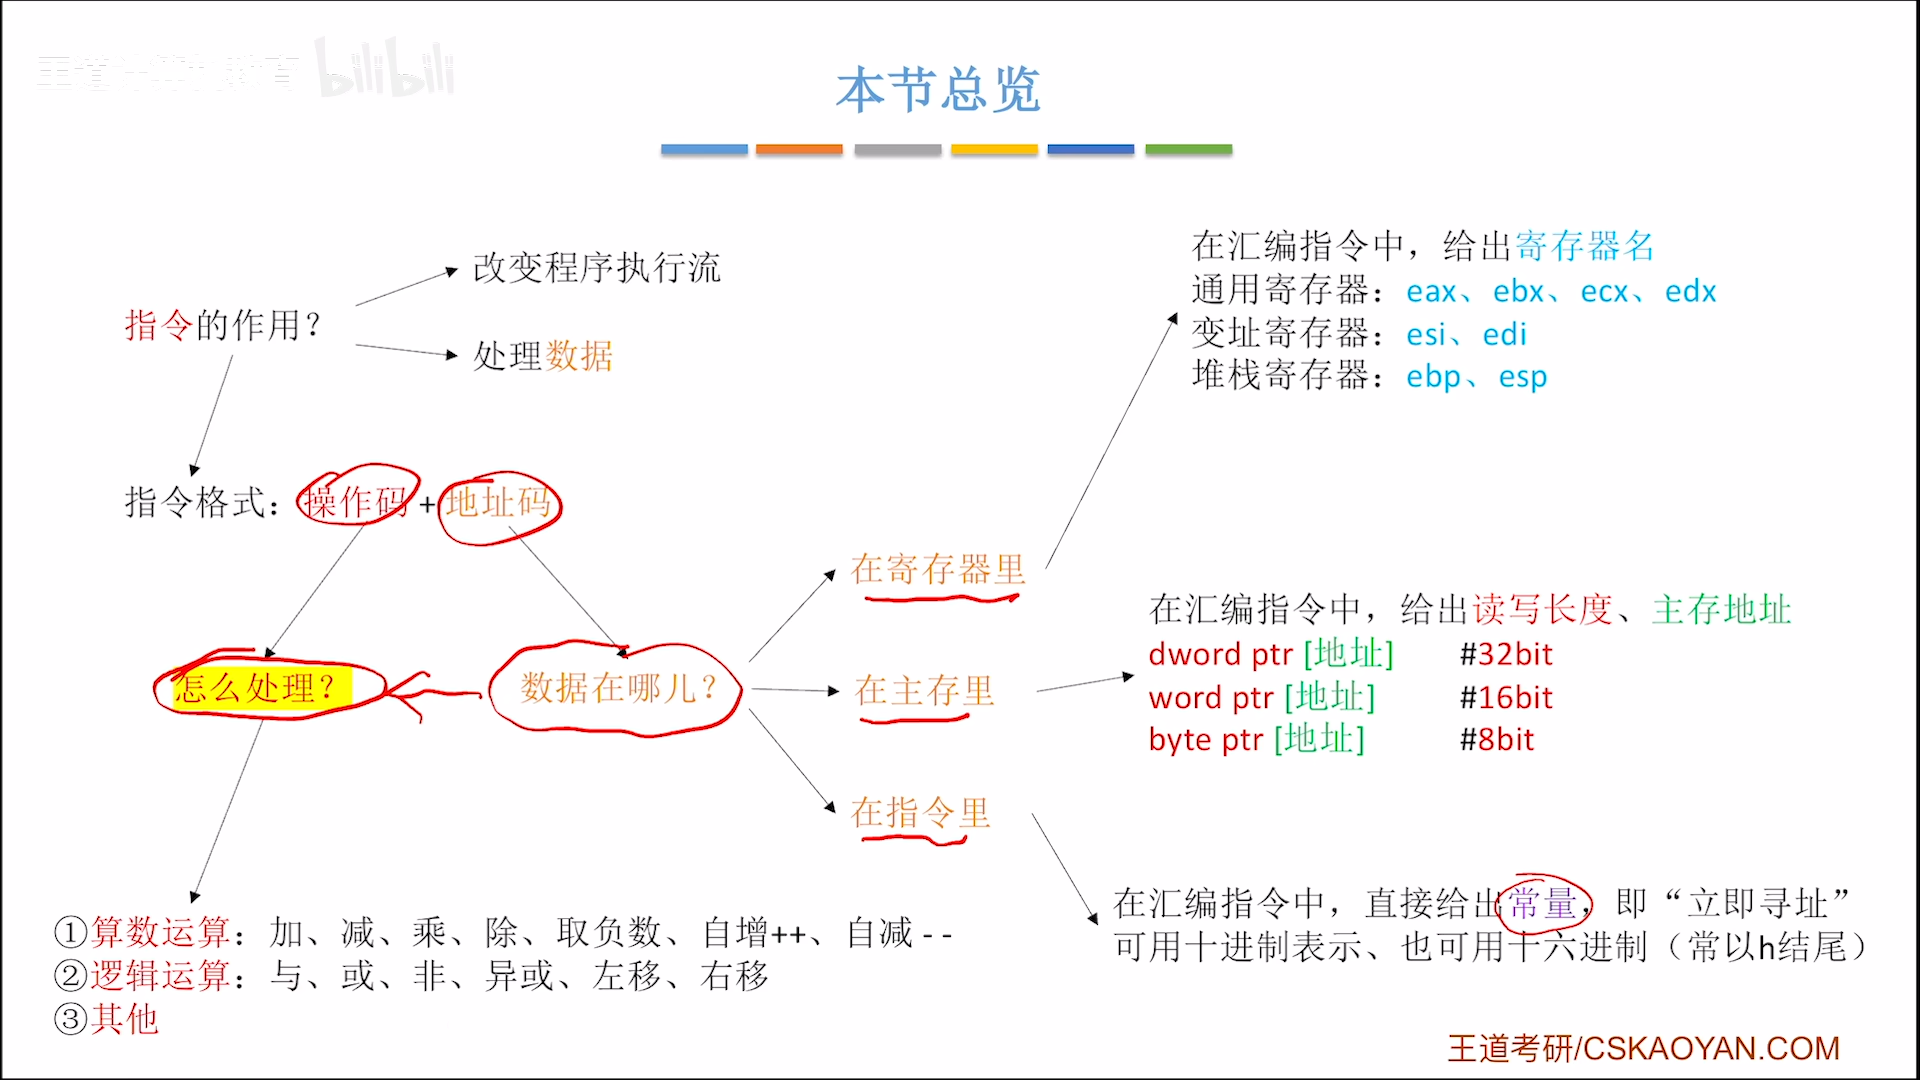 王道计算机教育 bilibili
本节总览
指令的作用？
改变程序执行流
处理数据
指令格式：操作码+地址码
怎么处理？
数据在哪儿？
①算数运算：加、减、乘、除、取负数、自增++、自减- -
②逻辑运算：与、或、非、异或、左移、右移
③其他
在寄存器里
在主存里
在指令里
在汇编指令中，给出寄存器名
通用寄存器：eax、ebx、ecx、edx
变址寄存器：esi、edi
堆栈寄存器：ebp、esp
在汇编指令中，给出读写长度、主存地址
dword ptr [地址] #32bit
word ptr [地址] #16bit
byte ptr [地址] #8bit
在汇编指令中，直接给出常量，即“立即寻址”
可用十进制表示、也可用十六进制（常以h结尾）
王道考研/CSKAOYAN.COM